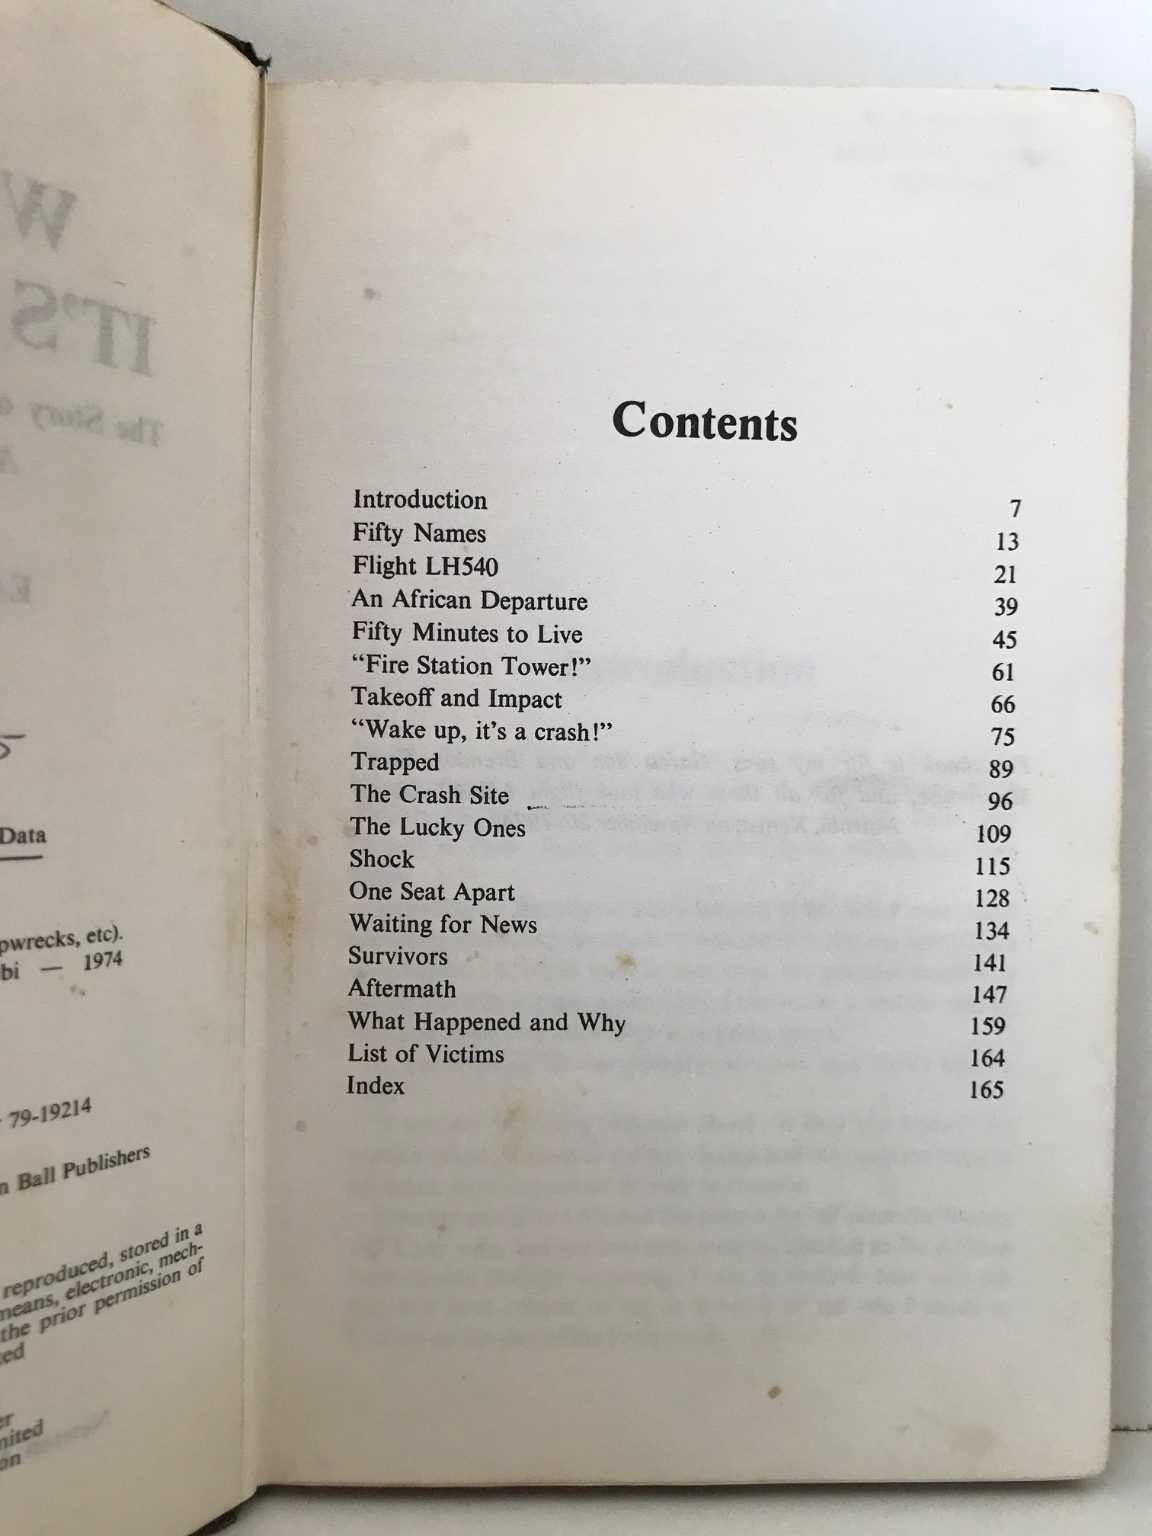 IT'S
The Story
Data
pwrecks, etc).
bi — 1974
79-19214
n Ball Publishers
reproduced, stored in a
means, electronic, mech-
the prior permission of
Contents
Introduction 7
Fifty Names 13
Flight LH540 21
An African Departure 39
Fifty Minutes to Live 45
“Fire Station Tower!” 61
Takeoff and Impact 66
“Wake up, it’s a crash!” 75
Trapped 89
The Crash Site 96
The Lucky Ones 109
Shock 115
One Seat Apart 128
Waiting for News 134
Survivors 141
Aftermath 147
What Happened and Why 159
List of Victims 164
Index 165